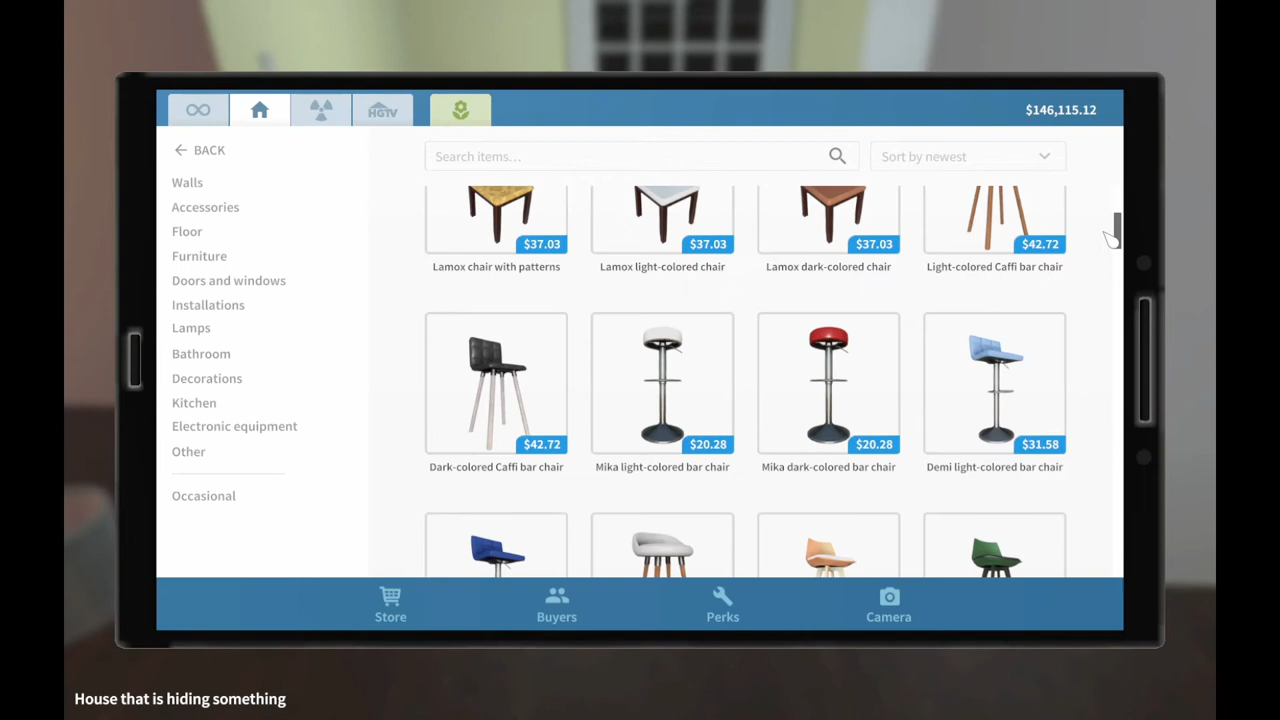 HGTV
$146,115.12
BACK
Search items...
Sort by newest
Walls
Accessories
Floor
Furniture
Doors and windows
Installations
Lamps
Bathroom
Decorations
Kitchen
Electronic equipment
Other
Occasional
$37.03
$37.03
$37.03
$42.72
Lamox chair with patterns
Lamox light-colored chair
Lamox dark-colored chair
Light-colored Caffi bar chair
$42.72
$20.28
$20.28
$31.58
Dark-colored Caffi bar chair
Mika light-colored bar chair
Mika dark-colored bar chair
Demi light-colored bar chair
Store
Buyers
Perks
Camera
House that is hiding something